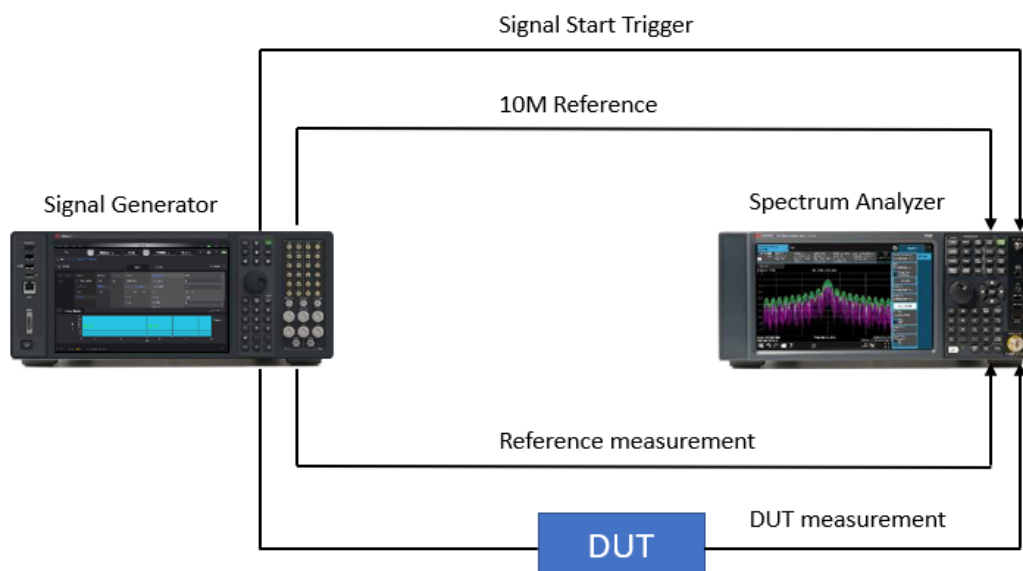 Signal Start Trigger
10M Reference
Signal Generator
Spectrum Analyzer
Reference measurement
DUT measurement
DUT